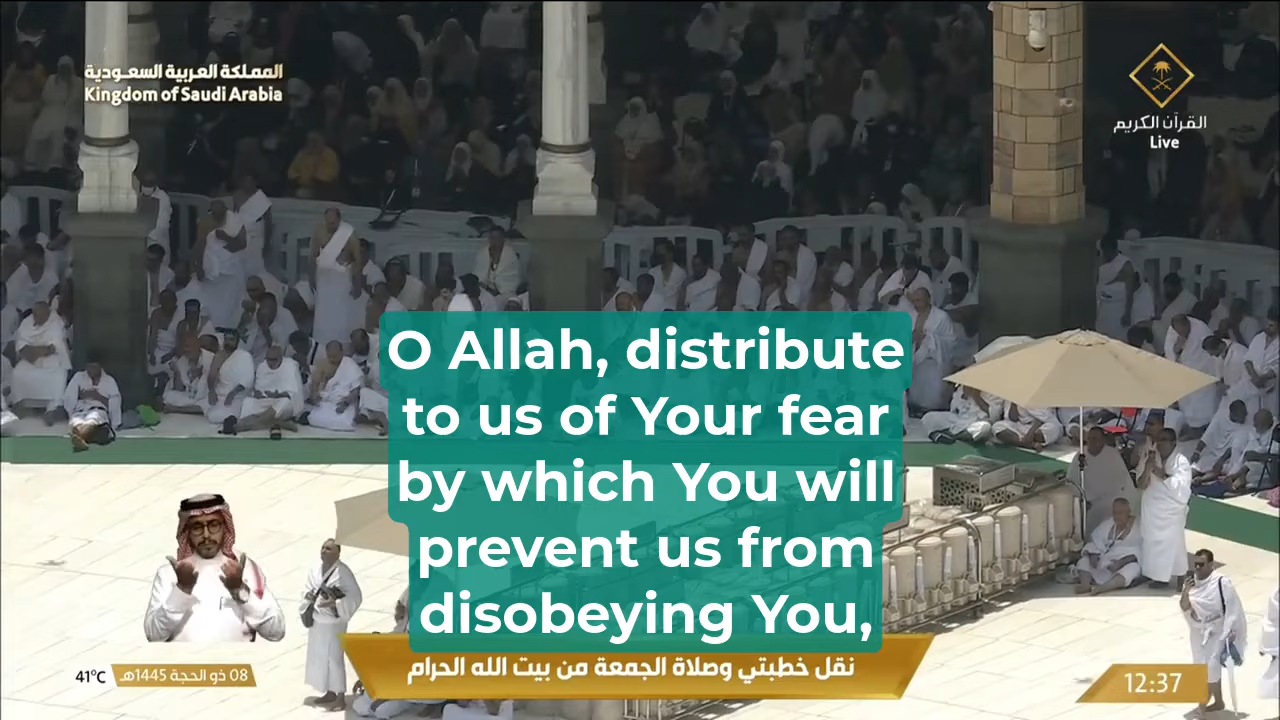 المملكة العربية السعودية
Kingdom of Saudi Arabia
القرآن الكريم
Live
O Allah, distribute
to us of Your fear
by which You will
prevent us from
disobeying You,
نقل خطبتي وصلاة الجمعة من بيت الله الحرام
41°C
08 ذو الحجة 1445هـ
12:37